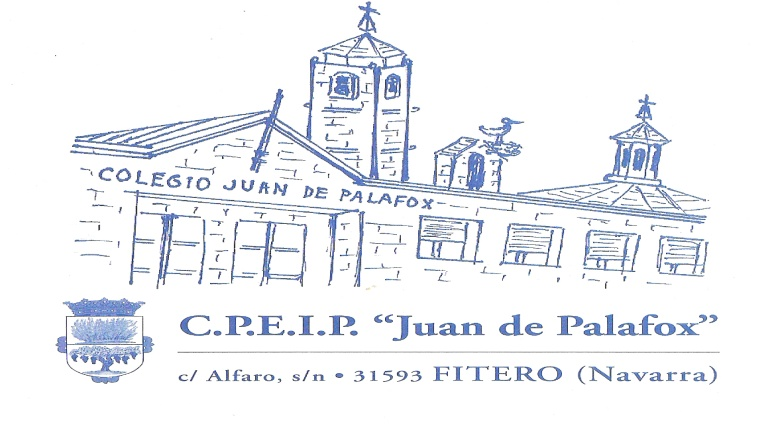 COLEGIO JUAN DE PALAFOX
C.P.E.I.P. “Juan de Palafox”
c/ Alfaro, s/n • 31593 FITERO (Navarra)